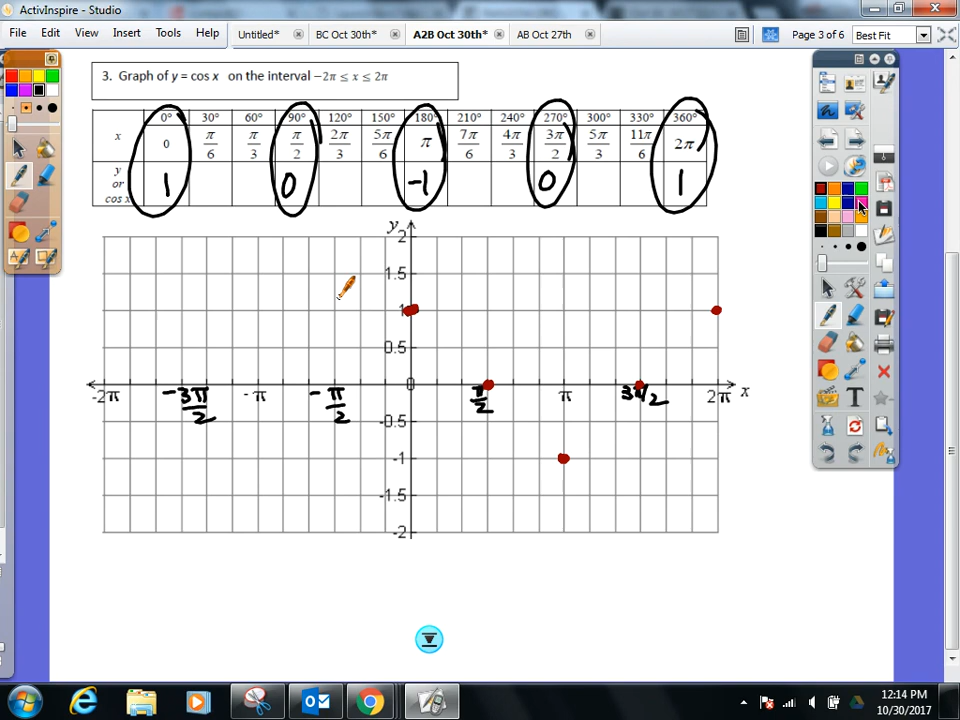 ActivInspire - Studio
File Edit View Insert Tools Help
Untitled* BC Oct 30th* A2B Oct 30th* AB Oct 27th
Page 3 of 6 Best Fit
3. Graph of y = cos x on the interval −2π ≤ x ≤ 2π
0° 30° 60° 90° 120° 150° 180° 210° 240° 270° 300° 330° 360°
x 0 π/6 π/3 π/2 2π/3 5π/6 π 7π/6 4π/3 3π/2 5π/3 11π/6 2π
y
or
cos x
1 0 -1 0 1
y
2
1.5
1
0.5
-2π -3π/2 -π -π/2 0 π/2 π 3π/2 2π x
-0.5
-1
-1.5
-2
12:14 PM
10/30/2017